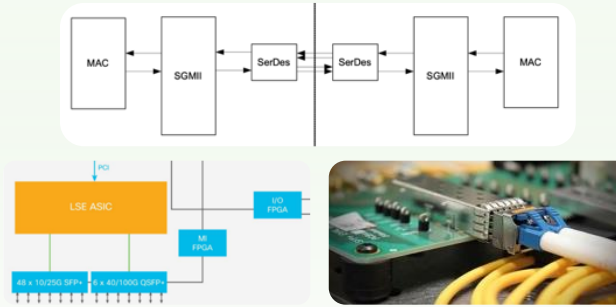 MAC
SGMII
SerDes
SerDes
SGMII
MAC
PCI
LSE ASIC
I/O
FPGA
MI
FPGA
48 x 10/25G SFP+
6 x 40/100G QSFP+